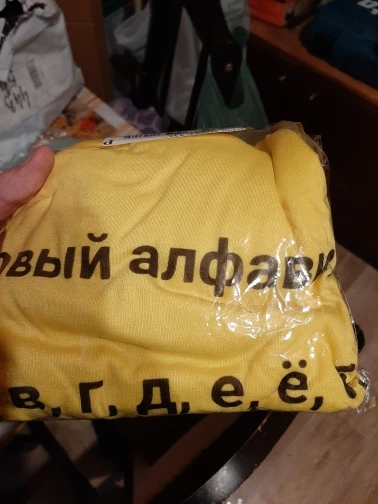 овый алфави
в, г, д, е, ё,